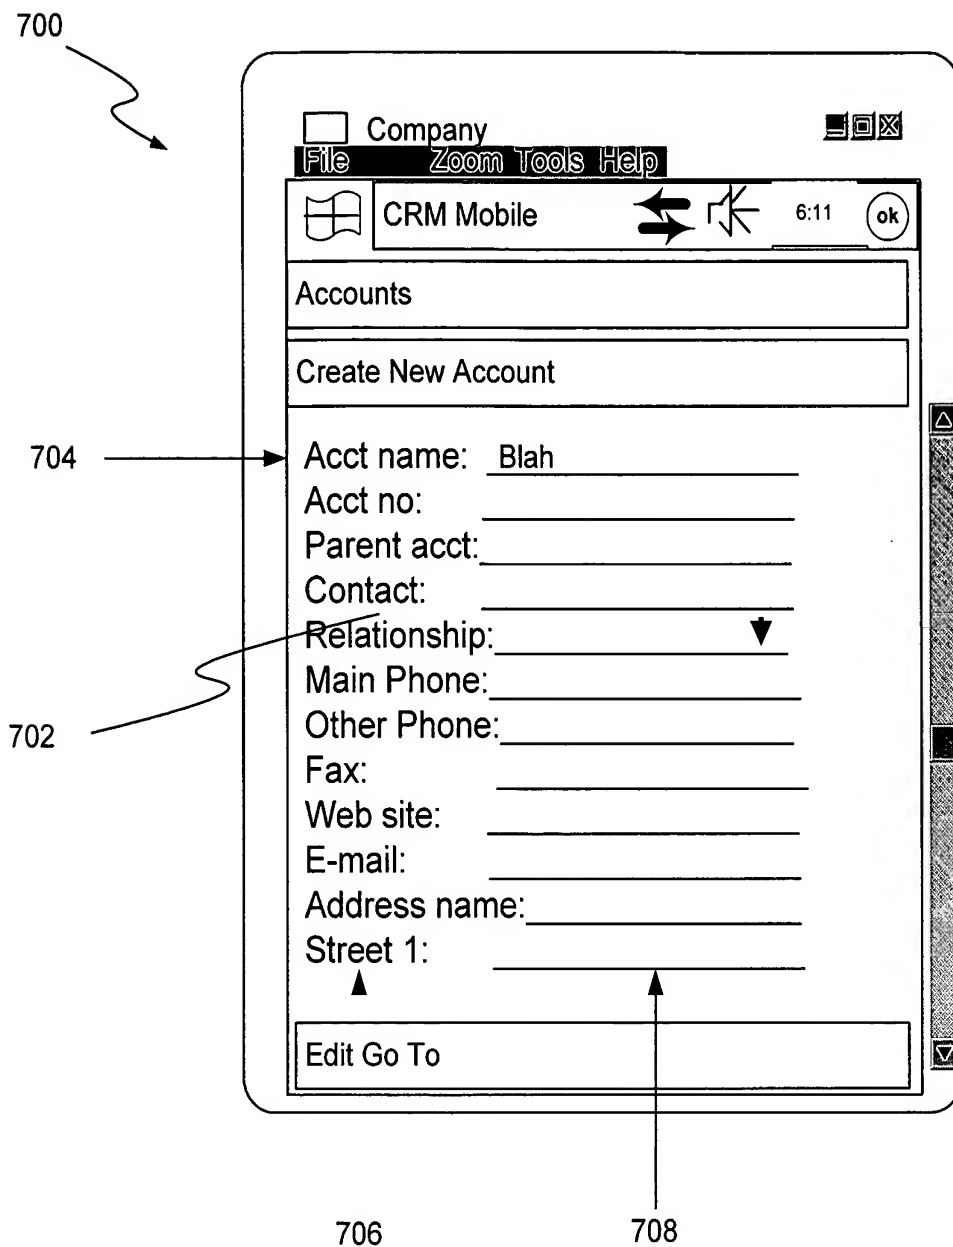 700
Company
File Zoom Tools Help
CRM Mobile 6:11 ok
Accounts
Create New Account
704
Acct name: Blah
Acct no:
Parent acct:
Contact:
Relationship:
Main Phone:
702
Other Phone:
Fax:
Web site:
E-mail:
Address name:
Street 1:
Edit Go To
706 708